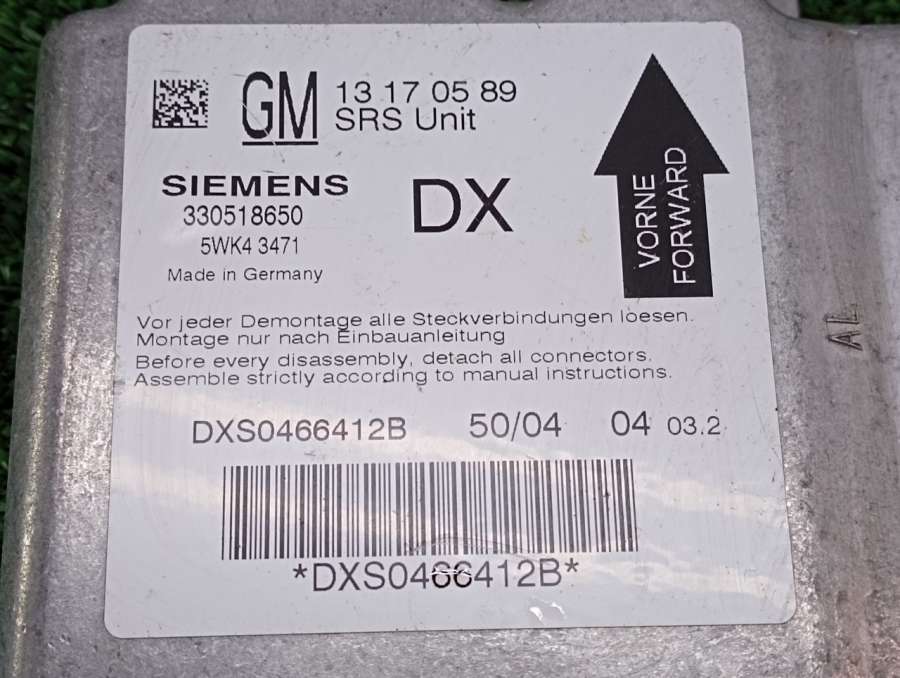 GM 13 17 05 89
SRS Unit
SIEMENS
330518650
5WK4 3471
Made in Germany
DX
VORNE
FORWARD
Vor jeder Demontage alle Steckverbindungen loesen.
Montage nur nach Einbauanleitung
Before every disassembly, detach all connectors.
Assemble strictly according to manual instructions.
DXS0466412B 50/04 04 03.2
*DXS0466412B*
AL